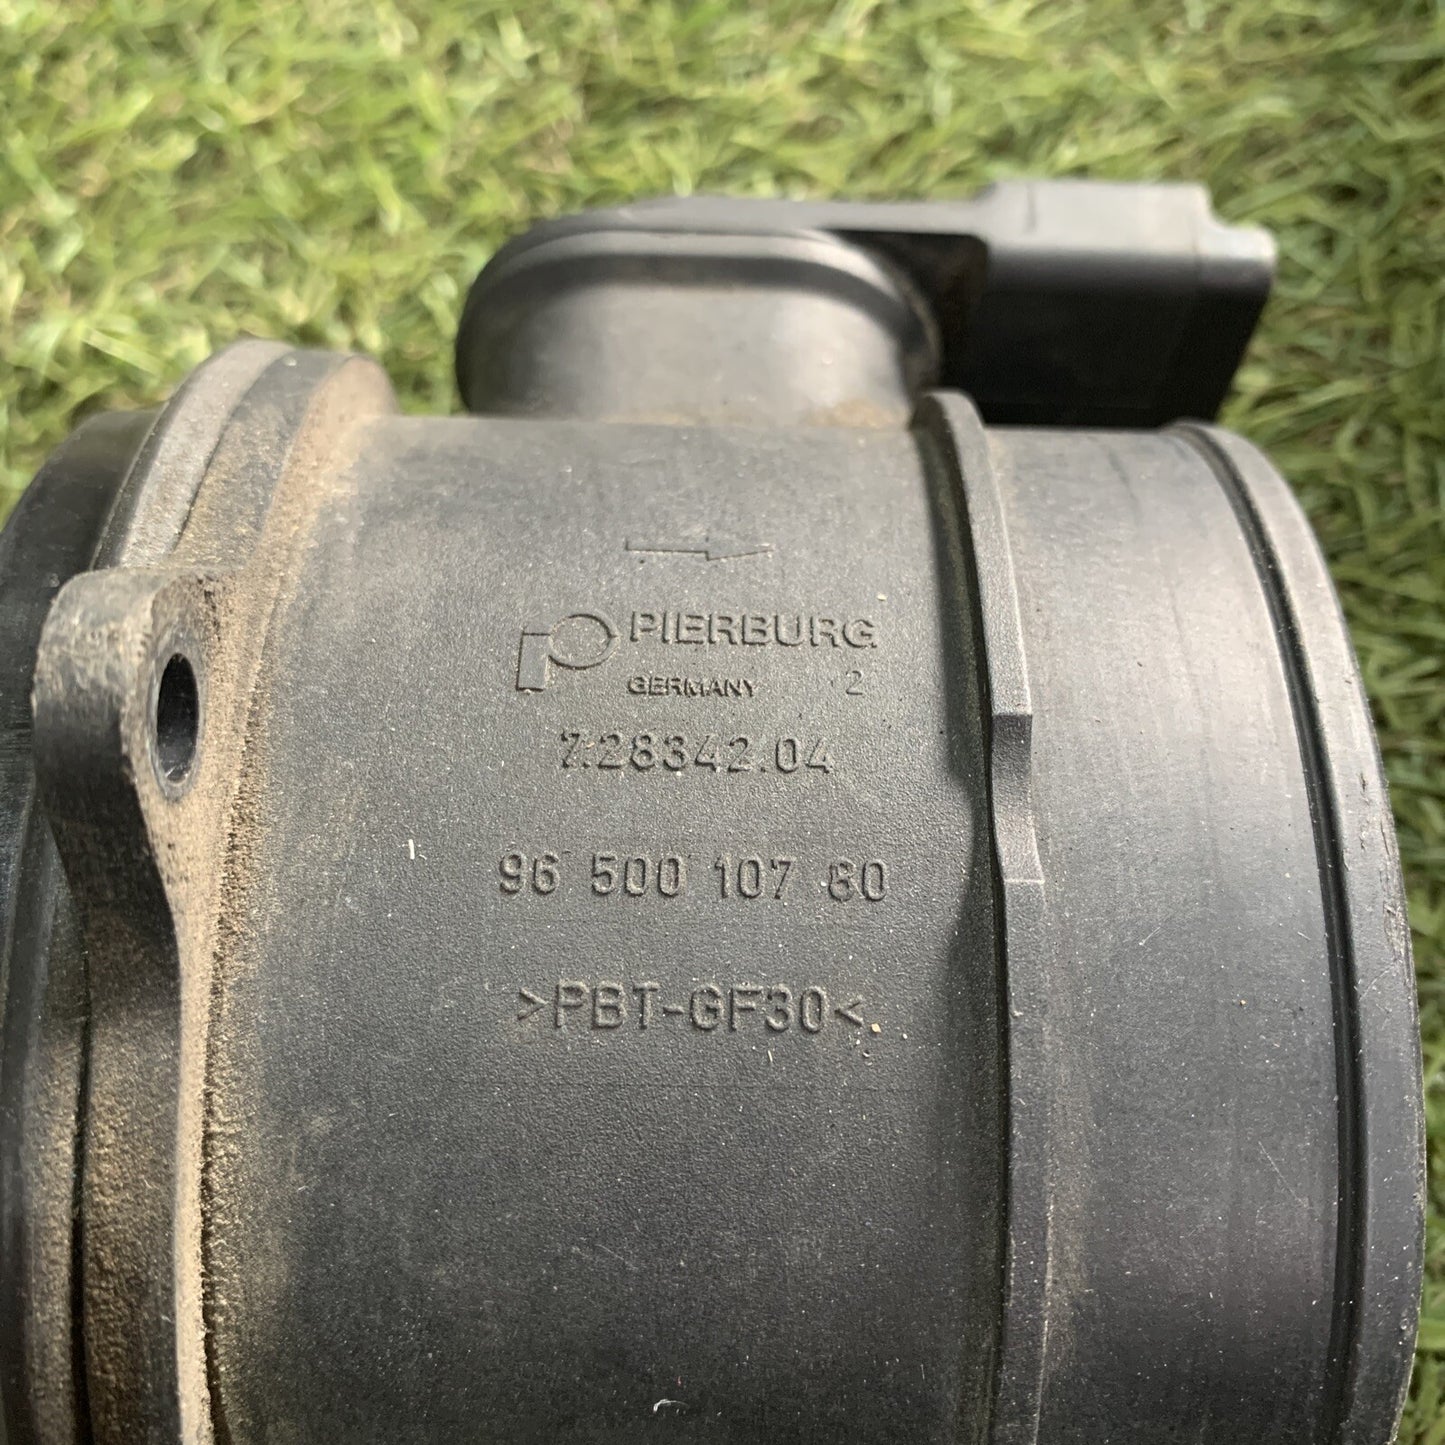 PIERBURG
GERMANY 2
7.28342.04
96 500 107 80
>PBT-GF30<